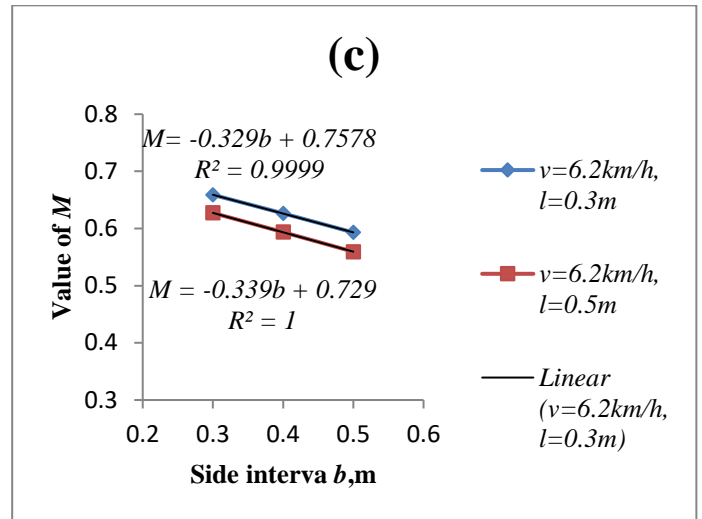 (c)
0.8
0.7
0.6
0.5
0.4
0.3
Value of M
M= -0.329b + 0.7578
R² = 0.9999
M = -0.339b + 0.729
R² = 1
0.2 0.3 0.4 0.5 0.6
Side interva b,m
v=6.2km/h,
l=0.3m
v=6.2km/h,
l=0.5m
Linear
(v=6.2km/h,
l=0.3m)